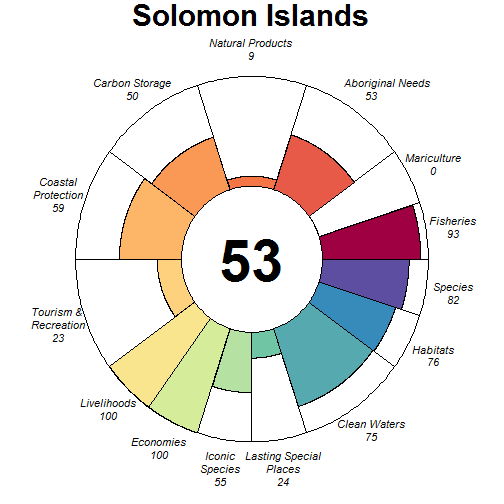 Solomon Islands
Natural Products
9
Carbon Storage
50
Aboriginal Needs
53
Mariculture
0
Coastal
Protection
59
Fisheries
93
53
Species
82
Tourism &
Recreation
23
Habitats
76
Livelihoods
100
Clean Waters
75
Economies
100
Iconic
Species
55
Lasting Special
Places
24